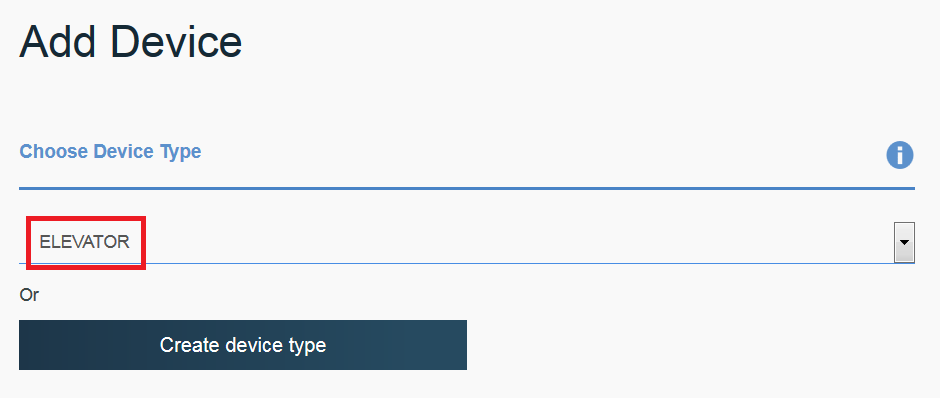 Add Device
Choose Device Type
ELEVATOR
Or
Create device type